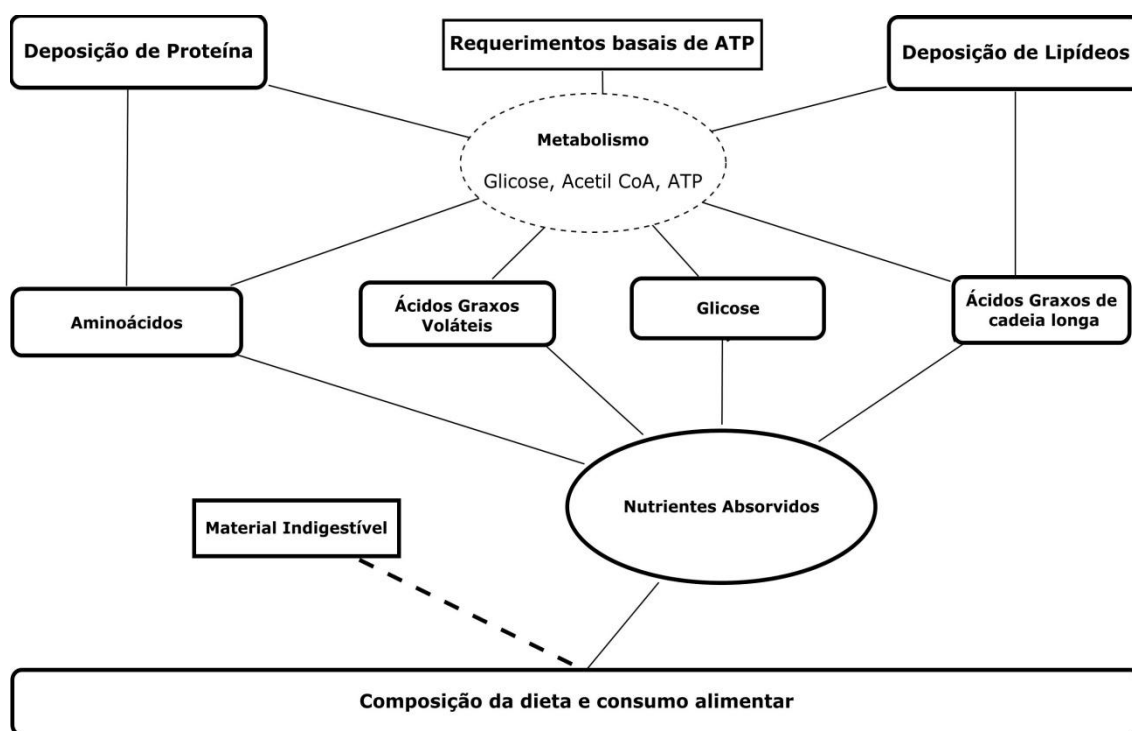 Deposição de Proteína
Requerimentos basais de ATP
Deposição de Lipídeos
Metabolismo
Glicose, Acetil CoA, ATP
Aminoácidos
Ácidos Graxos
Voláteis
Glicose
Ácidos Graxos de
cadeia longa
Nutrientes Absorvidos
Material Indigestível
Composição da dieta e consumo alimentar